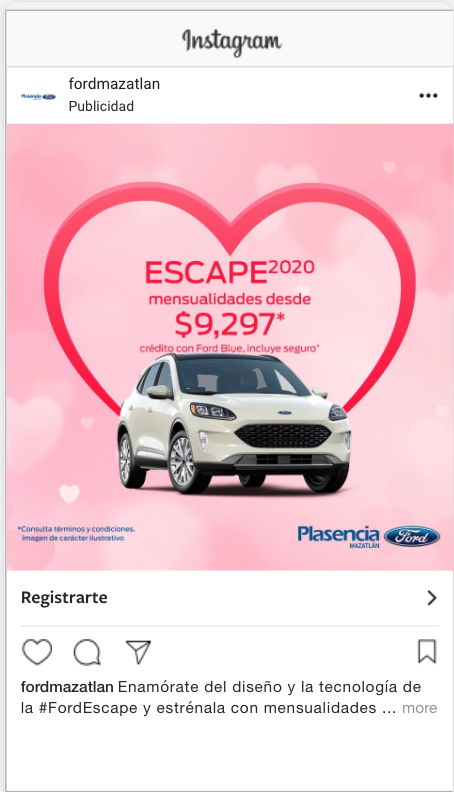 Instagram
Plasencia Ford
fordmazatlan
Publicidad
ESCAPE2020
mensualidades desde
$9,297*
crédito con Ford Blue, incluye seguro*
*Consulta términos y condiciones.
Imagen de carácter ilustrativo
Plasencia Ford
MAZATLÁN
Registrarte
fordmazatlan Enamórate del diseño y la tecnología de
la #FordEscape y estrénala con mensualidades ... more